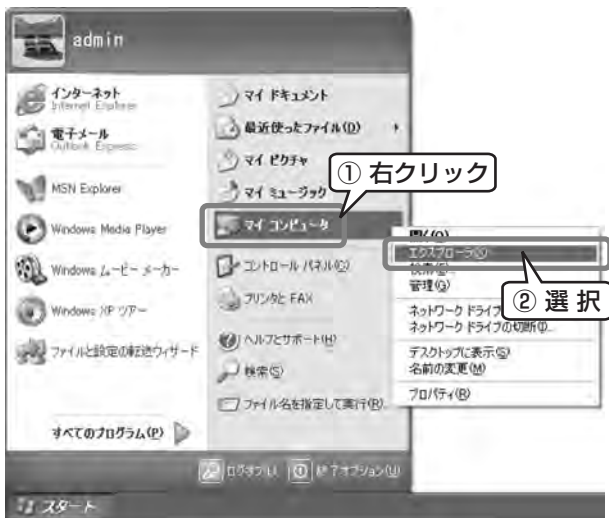 admin
インターネット
Internet Explorer
電子メール
Outlook Express
MSN Explorer
Windows Media Player
Windows ムービー メーカー
Windows XP ツアー
ファイルと設定の転送ウィザード
すべてのプログラム(P)
マイ ドキュメント
最近使ったファイル(D)
マイ ピクチャ
マイ ミュージック
マイ コンピュータ
コントロール パネル(C)
プリンタと FAX
ヘルプとサポート(H)
検索(S)
ファイル名を指定して実行(R)...
① 右クリック
開く(O)
エクスプローラ(X)
検索(E)...
管理(G)
② 選 択
ネットワーク ドライブ
ネットワーク ドライブの切断(I)...
デスクトップに表示(S)
名前の変更(M)
プロパティ(R)
ログオフ(L)
終了オプション(U)
スタート